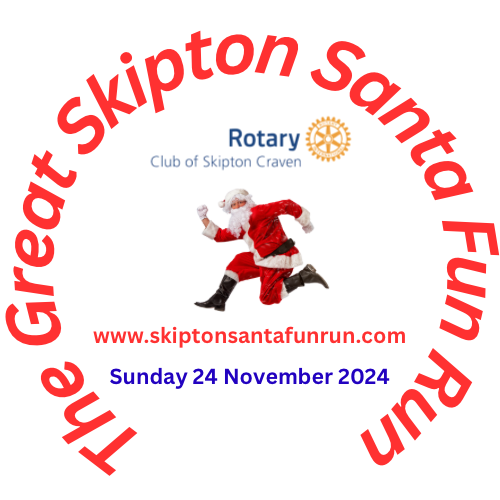 The Great Skipton Santa Fun Run
Rotary
Club of Skipton Craven
www.skiptonsantafunrun.com
Sunday 24 November 2024